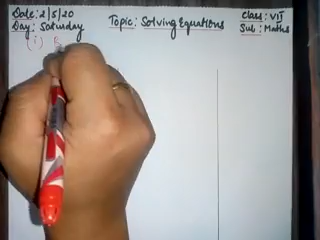 Date: 2/5/20 Topic: Solving Equations Class: VII
Day: Saturday Sub: Maths
(i)